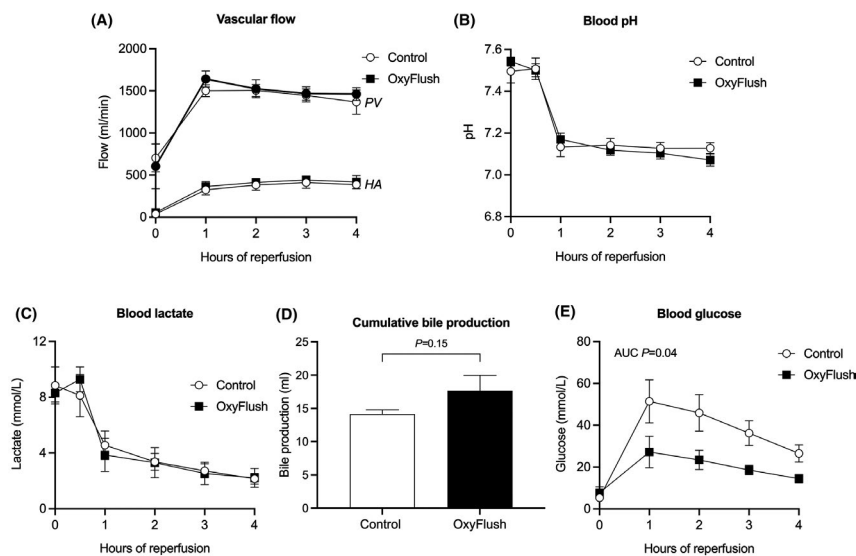 (A)
Vascular flow
Flow (ml/min)
2000
1500
1000
500
0
0 1 2 3 4
Hours of reperfusion
Control
OxyFlush
PV
HA
(B)
Blood pH
pH
7.6
7.4
7.2
7.0
6.8
0 1 2 3 4
Hours of reperfusion
Control
OxyFlush
(C)
Blood lactate
Lactate (mmol/L)
12
8
4
0
0 1 2 3 4
Hours of reperfusion
Control
OxyFlush
(D)
Cumulative bile production
P=0.15
Bile production (ml)
25
20
15
10
5
0
Control OxyFlush
(E)
Blood glucose
AUC P=0.04
Glucose (mmol/L)
80
60
40
20
0
0 1 2 3 4
Hours of reperfusion
Control
OxyFlush